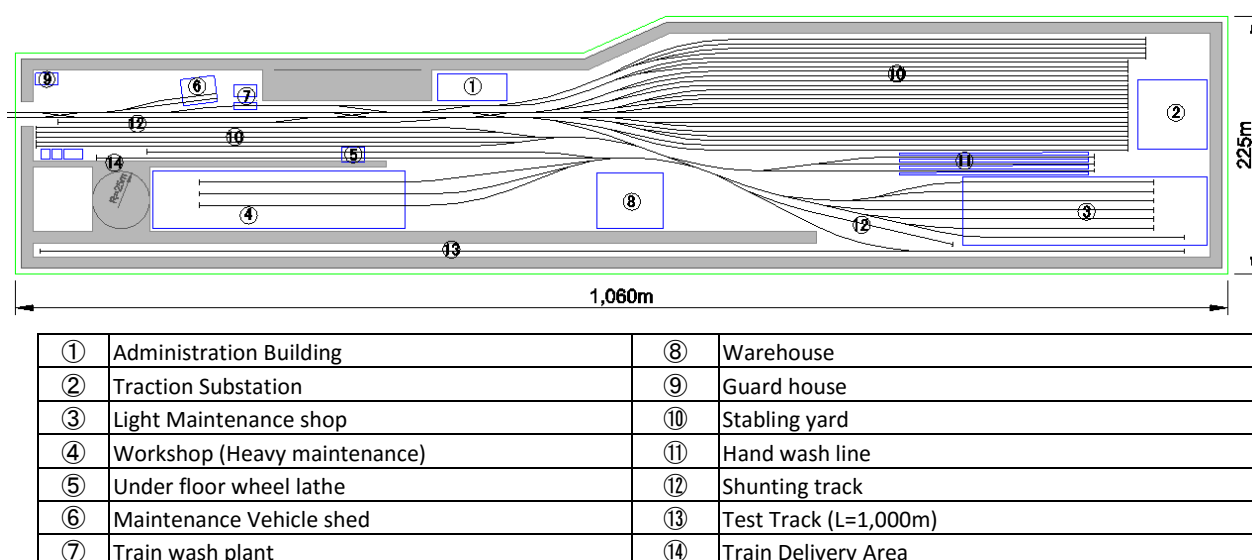 ⑨
⑥
⑦
①
⑩
②
⑫
⑩
⑤
⑭
⑪
R=25m
④
⑧
③
⑫
⑬
225m
1,060m
① Administration Building ⑧ Warehouse
② Traction Substation ⑨ Guard house
③ Light Maintenance shop ⑩ Stabling yard
④ Workshop (Heavy maintenance) ⑪ Hand wash line
⑤ Under floor wheel lathe ⑫ Shunting track
⑥ Maintenance Vehicle shed ⑬ Test Track (L=1,000m)
⑦ Train wash plant ⑭ Train Delivery Area